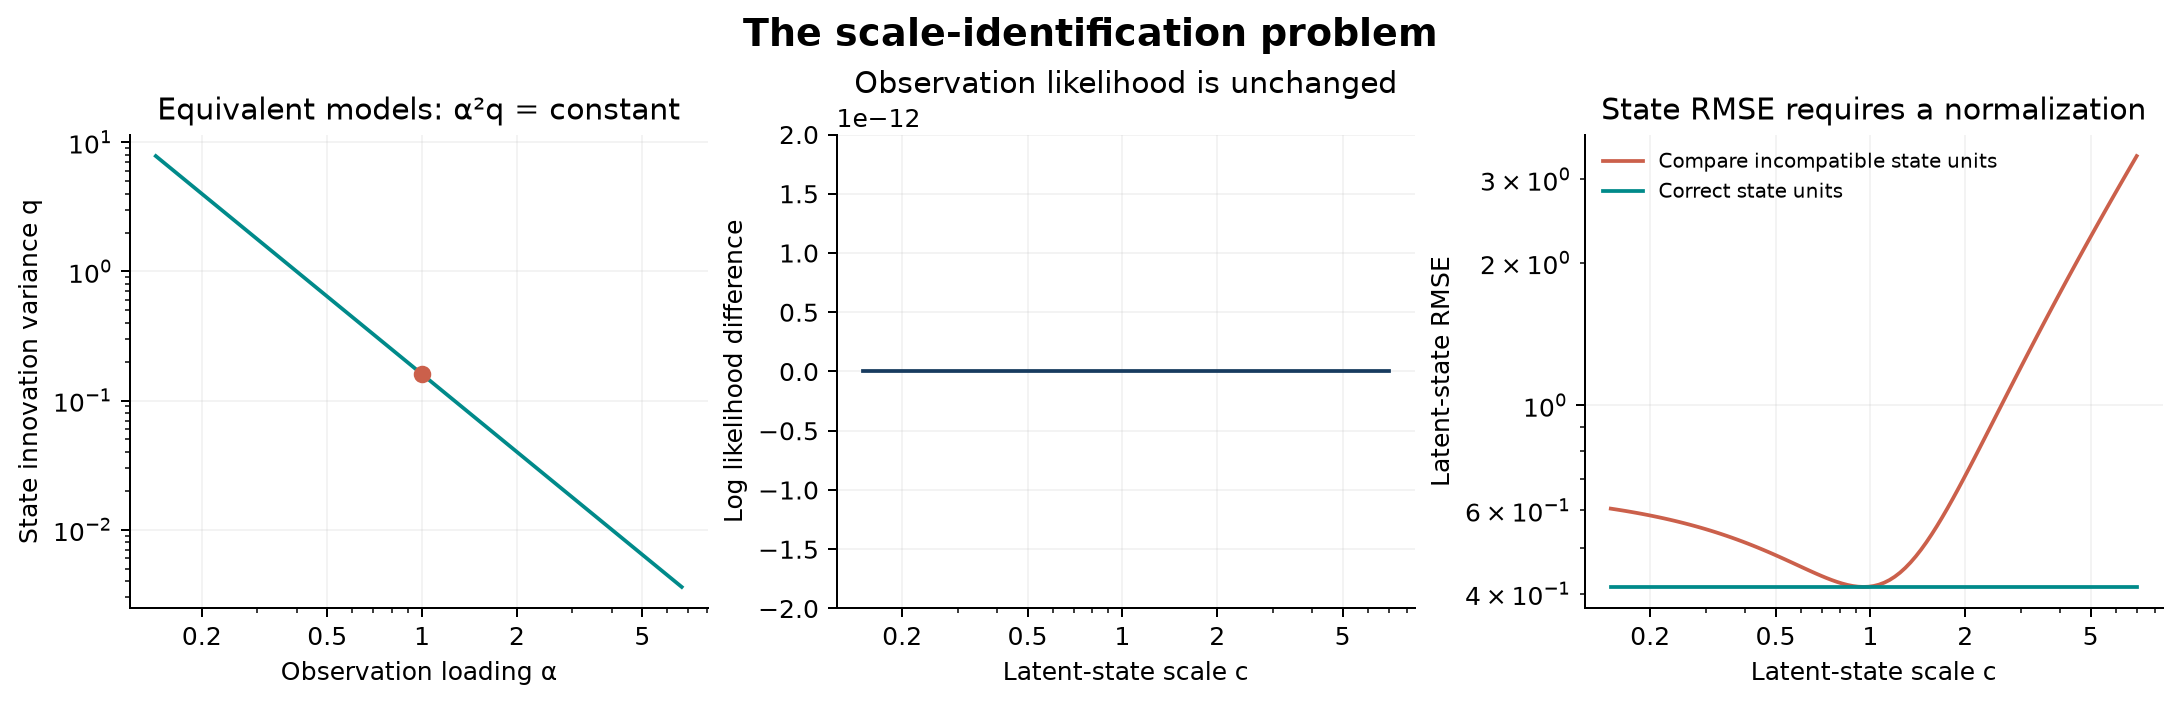 The scale-identification problem
Equivalent models: α²q = constant
State innovation variance q
10¹
10⁰
10⁻¹
10⁻²
0.2 0.5 1 2 5
Observation loading α
Observation likelihood is unchanged
1e−12
Log likelihood difference
2.0
1.5
1.0
0.5
0.0
−0.5
−1.0
−1.5
−2.0
0.2 0.5 1 2 5
Latent-state scale c
State RMSE requires a normalization
Compare incompatible state units
Correct state units
Latent-state RMSE
3 × 10⁰
2 × 10⁰
10⁰
6 × 10⁻¹
4 × 10⁻¹
0.2 0.5 1 2 5
Latent-state scale c